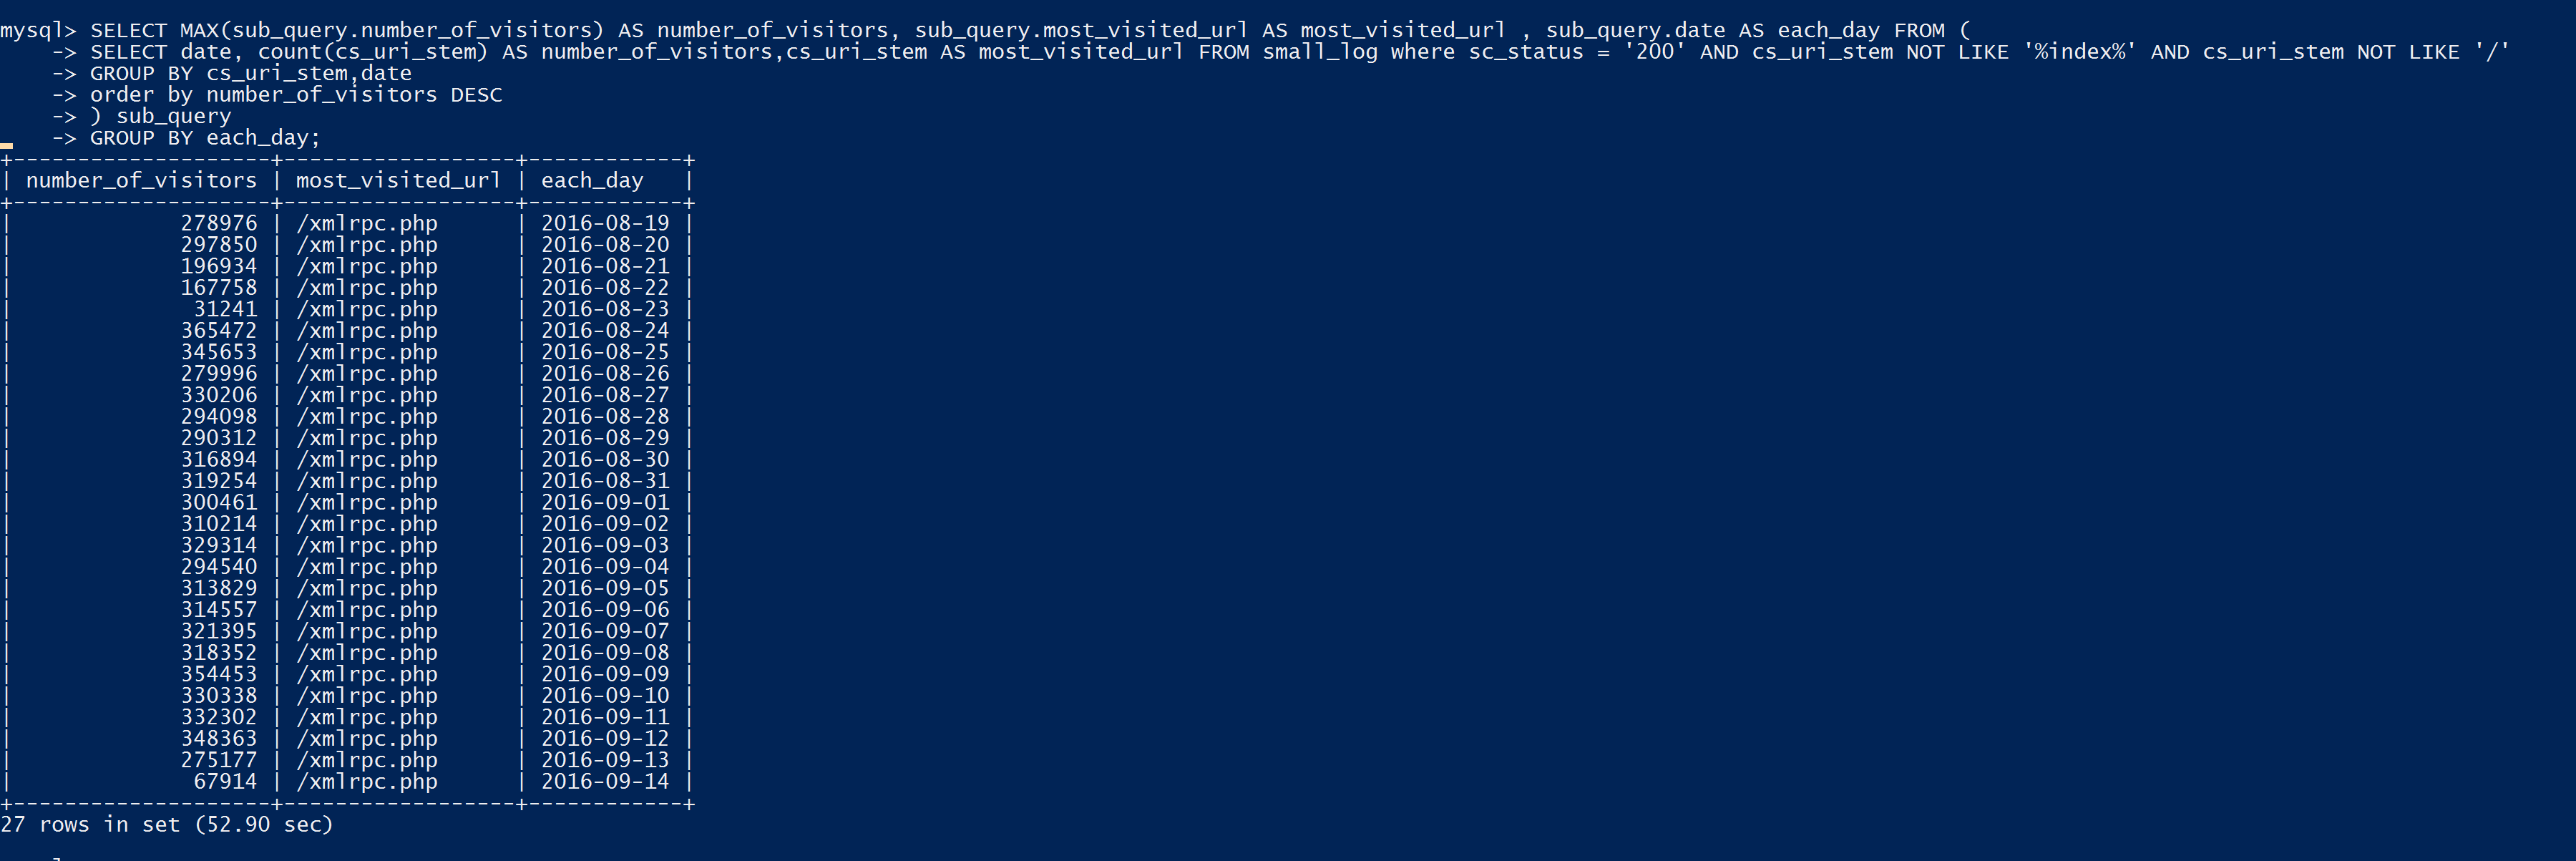 mysql> SELECT MAX(sub_query.number_of_visitors) AS number_of_visitors, sub_query.most_visited_url AS most_visited_url , sub_query.date AS each_day FROM (
    -> SELECT date, count(cs_uri_stem) AS number_of_visitors,cs_uri_stem AS most_visited_url FROM small_log where sc_status = '200' AND cs_uri_stem NOT LIKE '%index%' AND cs_uri_stem NOT LIKE '/'
    -> GROUP BY cs_uri_stem,date
    -> order by number_of_visitors DESC
    -> ) sub_query
    -> GROUP BY each_day;
+--------------------+------------------+------------+
| number_of_visitors | most_visited_url | each_day   |
+--------------------+------------------+------------+
|             278976 | /xmlrpc.php      | 2016-08-19 |
|             297850 | /xmlrpc.php      | 2016-08-20 |
|             196934 | /xmlrpc.php      | 2016-08-21 |
|             167758 | /xmlrpc.php      | 2016-08-22 |
|              31241 | /xmlrpc.php      | 2016-08-23 |
|             365472 | /xmlrpc.php      | 2016-08-24 |
|             345653 | /xmlrpc.php      | 2016-08-25 |
|             279996 | /xmlrpc.php      | 2016-08-26 |
|             330206 | /xmlrpc.php      | 2016-08-27 |
|             294098 | /xmlrpc.php      | 2016-08-28 |
|             290312 | /xmlrpc.php      | 2016-08-29 |
|             316894 | /xmlrpc.php      | 2016-08-30 |
|             319254 | /xmlrpc.php      | 2016-08-31 |
|             300461 | /xmlrpc.php      | 2016-09-01 |
|             310214 | /xmlrpc.php      | 2016-09-02 |
|             329314 | /xmlrpc.php      | 2016-09-03 |
|             294540 | /xmlrpc.php      | 2016-09-04 |
|             313829 | /xmlrpc.php      | 2016-09-05 |
|             314557 | /xmlrpc.php      | 2016-09-06 |
|             321395 | /xmlrpc.php      | 2016-09-07 |
|             318352 | /xmlrpc.php      | 2016-09-08 |
|             354453 | /xmlrpc.php      | 2016-09-09 |
|             330338 | /xmlrpc.php      | 2016-09-10 |
|             332302 | /xmlrpc.php      | 2016-09-11 |
|             348363 | /xmlrpc.php      | 2016-09-12 |
|             275177 | /xmlrpc.php      | 2016-09-13 |
|              67914 | /xmlrpc.php      | 2016-09-14 |
+--------------------+------------------+------------+
27 rows in set (52.90 sec)